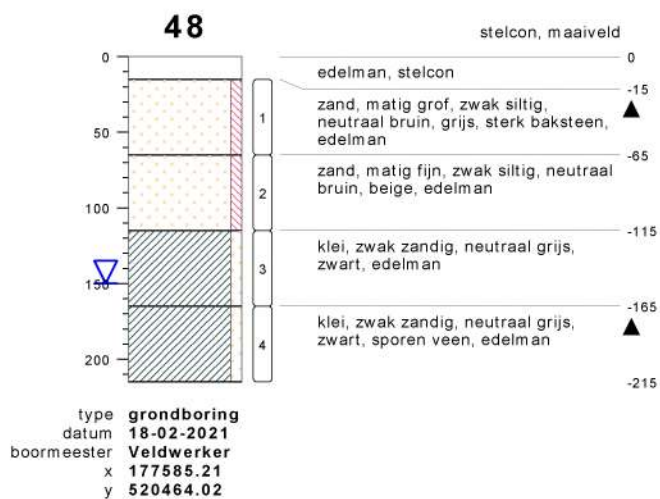 48
stelcon, maaiveld
0
0
edelman, stelcon
-15
zand, matig grof, zwak siltig,
neutraal bruin, grijs, sterk baksteen,
edelman
1
50
-65
zand, matig fijn, zwak siltig, neutraal
bruin, beige, edelman
2
100
-115
klei, zwak zandig, neutraal grijs,
zwart, edelman
3
150
-165
klei, zwak zandig, neutraal grijs,
zwart, sporen veen, edelman
4
200
-215
type grondboring
datum 18-02-2021
boormeester Veldwerker
x 177585.21
y 520464.02